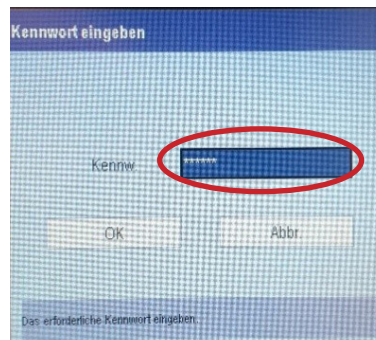 Kennwort eingeben
Kennw. ******
OK Abbr.
Das erforderliche Kennwort eingeben.